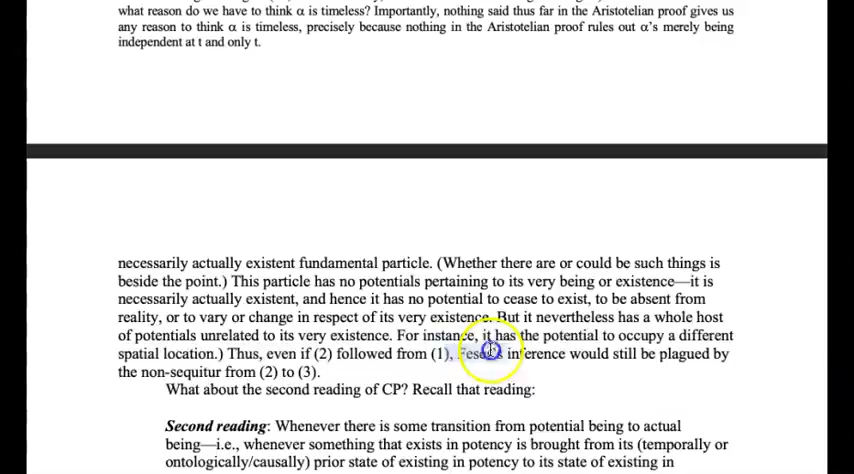 what reason do we have to think α is timeless? Importantly, nothing said thus far in the Aristotelian proof gives us
any reason to think α is timeless, precisely because nothing in the Aristotelian proof rules out α's merely being
independent at t and only t.
necessarily actually existent fundamental particle. (Whether there are or could be such things is
beside the point.) This particle has no potentials pertaining to its very being or existence—it is
necessarily actually existent, and hence it has no potential to cease to exist, to be absent from
reality, or to vary or change in respect of its very existence. But it nevertheless has a whole host
of potentials unrelated to its very existence. For instance, it has the potential to occupy a different
spatial location.) Thus, even if (2) followed from (1), inference would still be plagued by
the non-sequitur from (2) to (3).
What about the second reading of CP? Recall that reading:
Second reading: Whenever there is some transition from potential being to actual
being—i.e., whenever something that exists in potency is brought from its (temporally or
ontologically/causally) prior state of existing in potency to its state of existing in